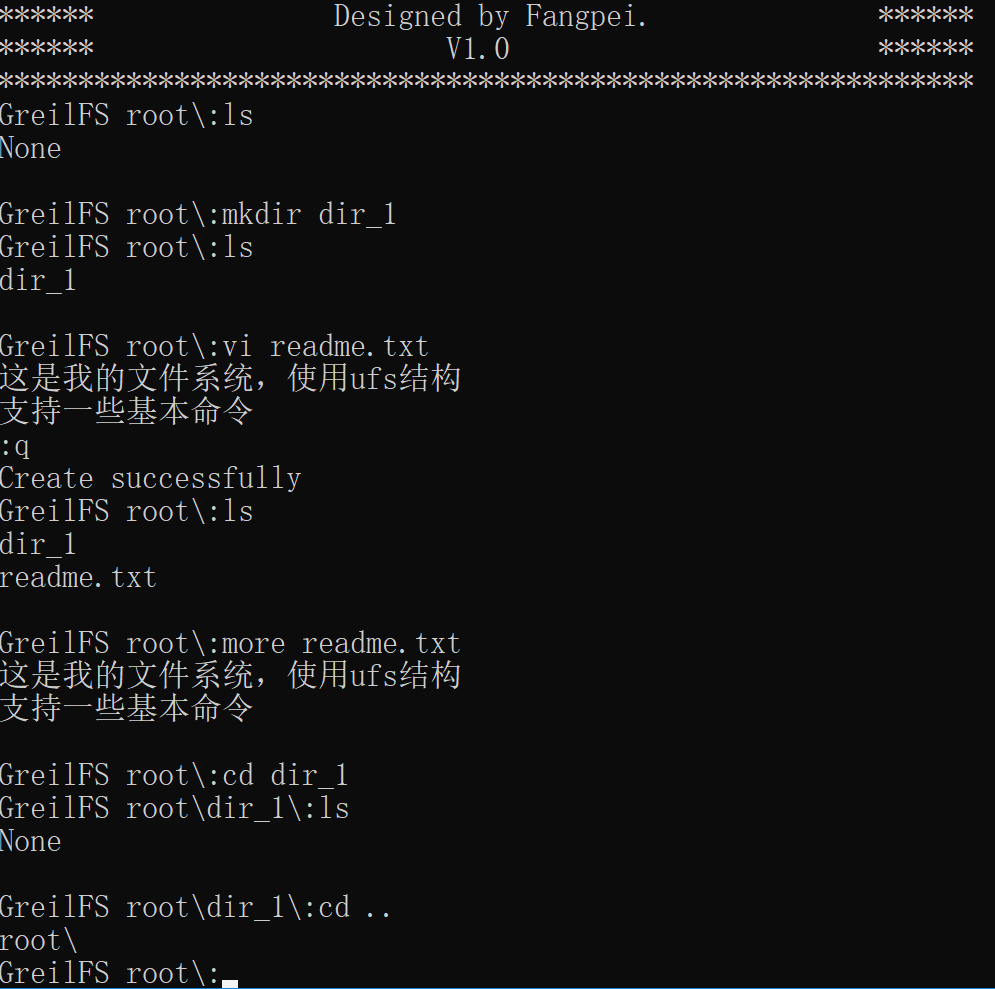 ****** Designed by Fangpei. ******
****** V1.0 ******
*************************************************************
GreilFS root\:ls
None
GreilFS root\:mkdir dir_1
GreilFS root\:ls
dir_1
GreilFS root\:vi readme.txt
这是我的文件系统，使用ufs结构
支持一些基本命令
:q
Create successfully
GreilFS root\:ls
dir_1
readme.txt
GreilFS root\:more readme.txt
这是我的文件系统，使用ufs结构
支持一些基本命令
GreilFS root\:cd dir_1
GreilFS root\dir_1\:ls
None
GreilFS root\dir_1\:cd ..
root\
GreilFS root\: